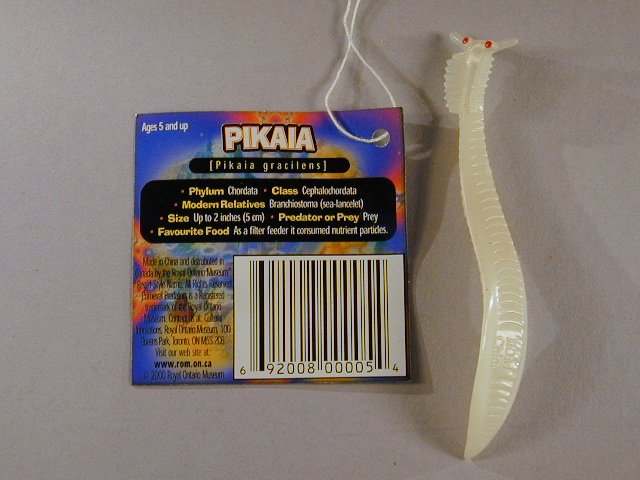 Ages 5 and up
PIKAIA
[Pikaia gracilens]
• Phylum Chordata • Class Cephalochordata
• Modern Relatives Branchiostoma (sea-lancelet)
• Size Up to 2 inches (5 cm) • Predator or Prey Prey
• Favourite Food As a filter feeder it consumed nutrient particles.
Made in China and distributed in
Canada by the Royal Ontario Museum
Style Name. All Rights Reserved
Primeval Predators is a Registered
trademark of the Royal Ontario
Museum. Contact us at: Cultural
Innovations, Royal Ontario Museum, 100
Queens Park, Toronto, ON M5S 2C6.
Visit our web site at:
www.rom.on.ca
© 2000 Royal Ontario Museum
6 92008 00005 4